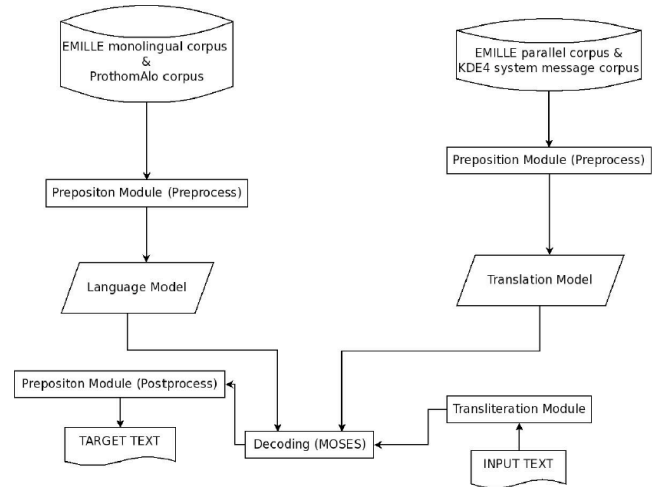 EMILLE monolingual corpus
&
ProthomAlo corpus
EMILLE parallel corpus &
KDE4 system message corpus
Prepositon Module (Preprocess)
Preposition Module (Preprocess)
Language Model
Translation Model
Prepositon Module (Postprocess)
Transliteration Module
TARGET TEXT
Decoding (MOSES)
INPUT TEXT